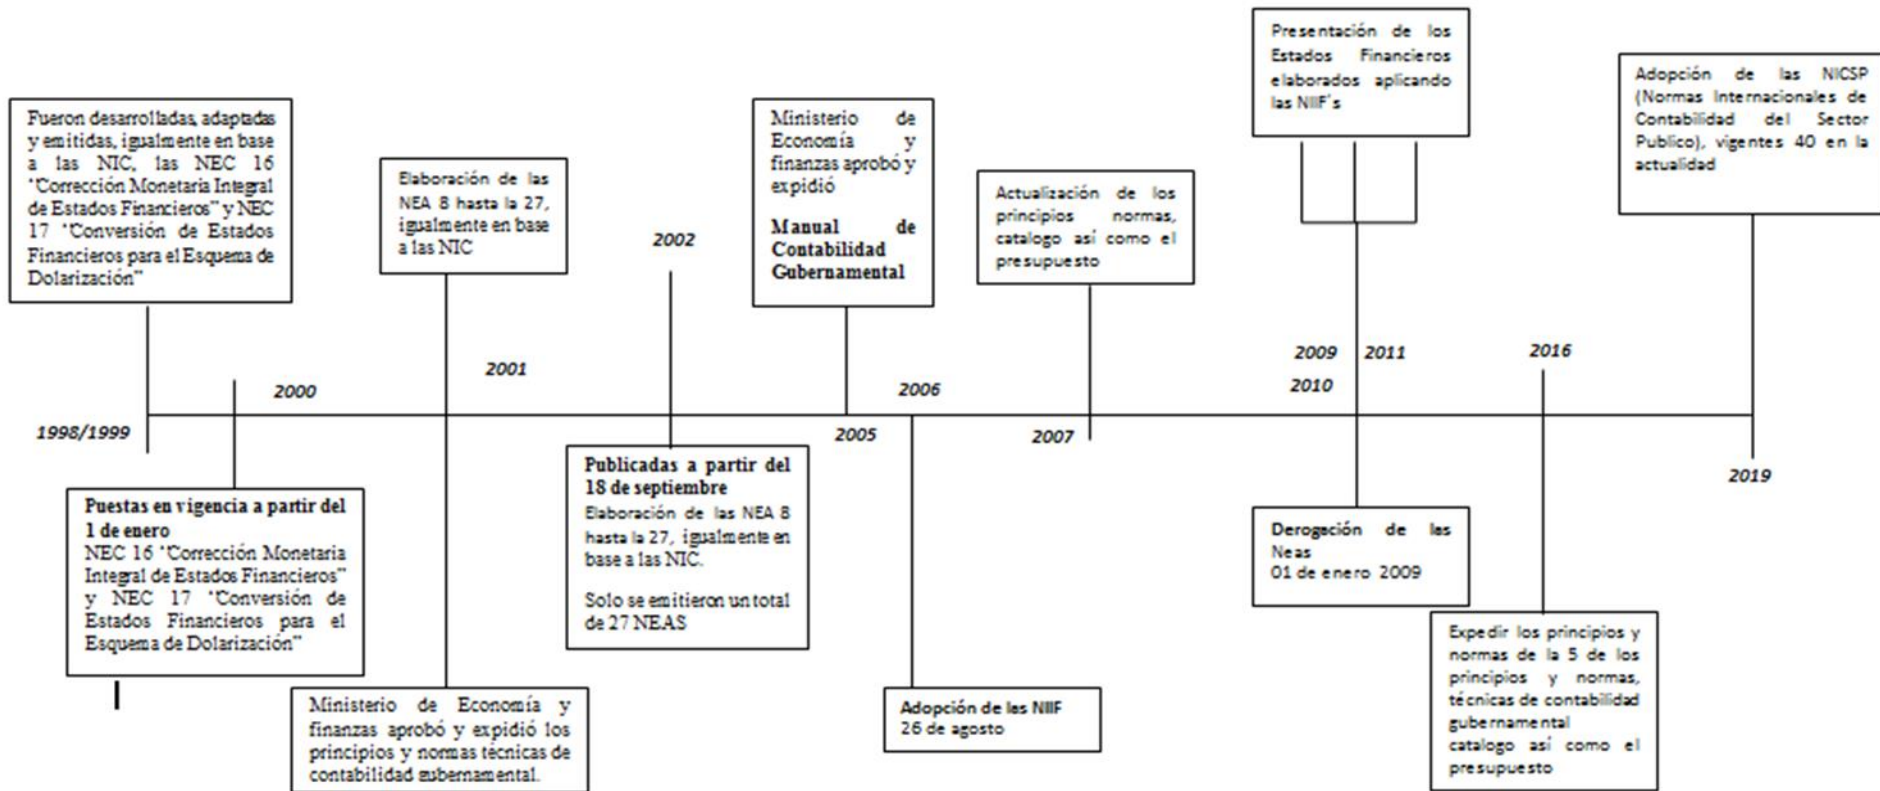 Fueron desarrolladas, adaptadas
y emitidas, igualmente en base
a las NIC, las NEC 16
“Corrección Monetaria Integral
de Estados Financieros” y NEC
17 “Conversión de Estados
Financieros para el Esquema de
Dolarización”
1998/1999
2000
Puestas en vigencia a partir del
1 de enero
NEC 16 “Corrección Monetaria
Integral de Estados Financieros”
y NEC 17 “Conversión de
Estados Financieros para el
Esquema de Dolarización”
Elaboración de las
NEA 8 hasta la 27,
igualmente en base
a las NIC
2001
Ministerio de Economía y
finanzas aprobó y expidió los
principios y normas técnicas de
contabilidad gubernamental.
2002
Publicadas a partir del
18 de septiembre
Elaboración de las NEA 8
hasta la 27, igualmente en
base a las NIC.
Solo se emitieron un total
de 27 NEAS
Ministerio de
Economía y
finanzas aprobó y
expidió
Manual de
Contabilidad
Gubernamental
2005
2006
Adopción de las NIIF
26 de agosto
Actualización de los
principios normas,
catalogo así como el
presupuesto
2007
Presentación de los
Estados Financieros
elaborados aplicando
las NIIF´s
2009 2011
2010
Derogación de las
Neas
01 de enero 2009
2016
Expedir los principios y
normas de la 5 de los
principios y normas,
técnicas de contabilidad
gubernamental
catalogo así como el
presupuesto
Adopción de las NICSP
(Normas Internacionales de
Contabilidad del Sector
Publico), vigentes 40 en la
actualidad
2019